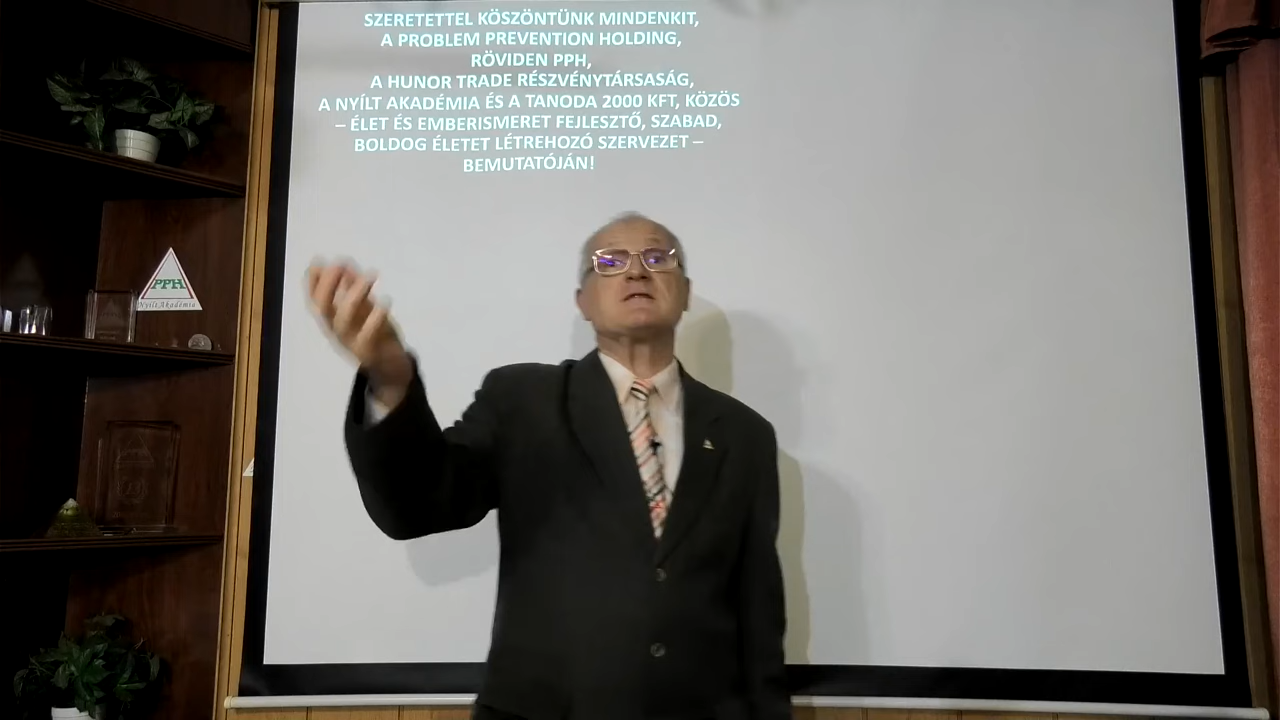 SZERETETTEL KÖSZÖNTÜNK MINDENKIT,
A PROBLEM PREVENTION HOLDING,
RÖVIDEN PPH,
A HUNOR TRADE RÉSZVÉNYTÁRSASÁG,
A NYÍLT AKADÉMIA ÉS A TANODA 2000 KFT, KÖZÖS
– ÉLET ÉS EMBERISMERET FEJLESZTŐ, SZABAD,
BOLDOG ÉLETET LÉTREHOZÓ SZERVEZET –
BEMUTATÓJÁN!
PPH
Nyílt Akadémia